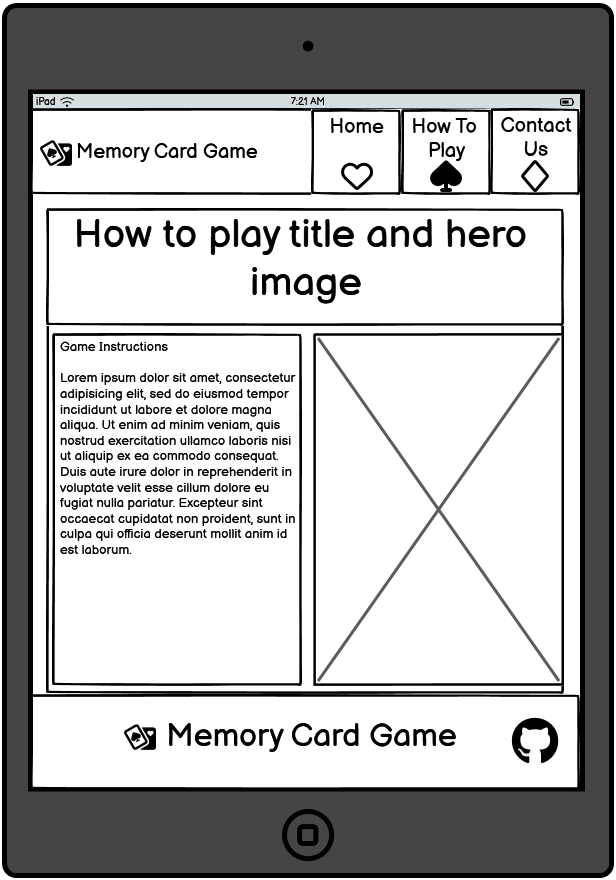 iPad
7:21 AM
Memory Card Game
Home
How To
Play
Contact
Us
How to play title and hero
image
Game Instructions
Lorem ipsum dolor sit amet, consectetur
adipisicing elit, sed do eiusmod tempor
incididunt ut labore et dolore magna
aliqua. Ut enim ad minim veniam, quis
nostrud exercitation ullamco laboris nisi
ut aliquip ex ea commodo consequat.
Duis aute irure dolor in reprehenderit in
voluptate velit esse cillum dolore eu
fugiat nulla pariatur. Excepteur sint
occaecat cupidatat non proident, sunt in
culpa qui officia deserunt mollit anim id
est laborum.
Memory Card Game